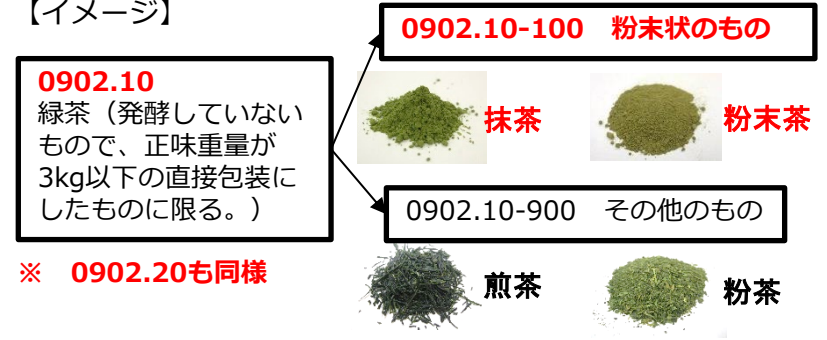 【イメージ】
0902.10-100　粉末状のもの
0902.10
緑茶（発酵していない
もので、正味重量が
3kg以下の直接包装に
したものに限る。）
抹茶
粉末茶
0902.10-900　その他のもの
※　0902.20も同様
煎茶
粉茶